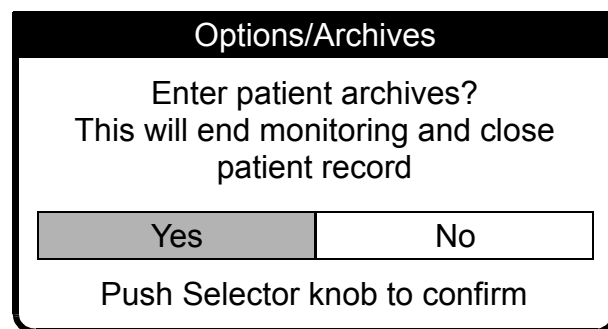 Options/Archives
Enter patient archives?
This will end monitoring and close
patient record
Yes No
Push Selector knob to confirm